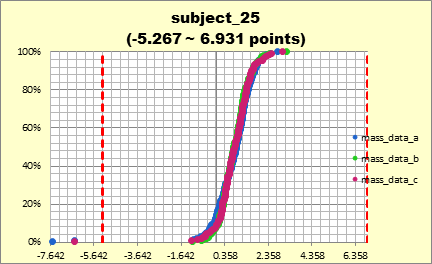 subject_25
(-5.267 ~ 6.931 points)
100%
80%
60%
40%
20%
0%
-7.642
-5.642
-3.642
-1.642
0.358
2.358
4.358
6.358
mass_data_a
mass_data_b
mass_data_c